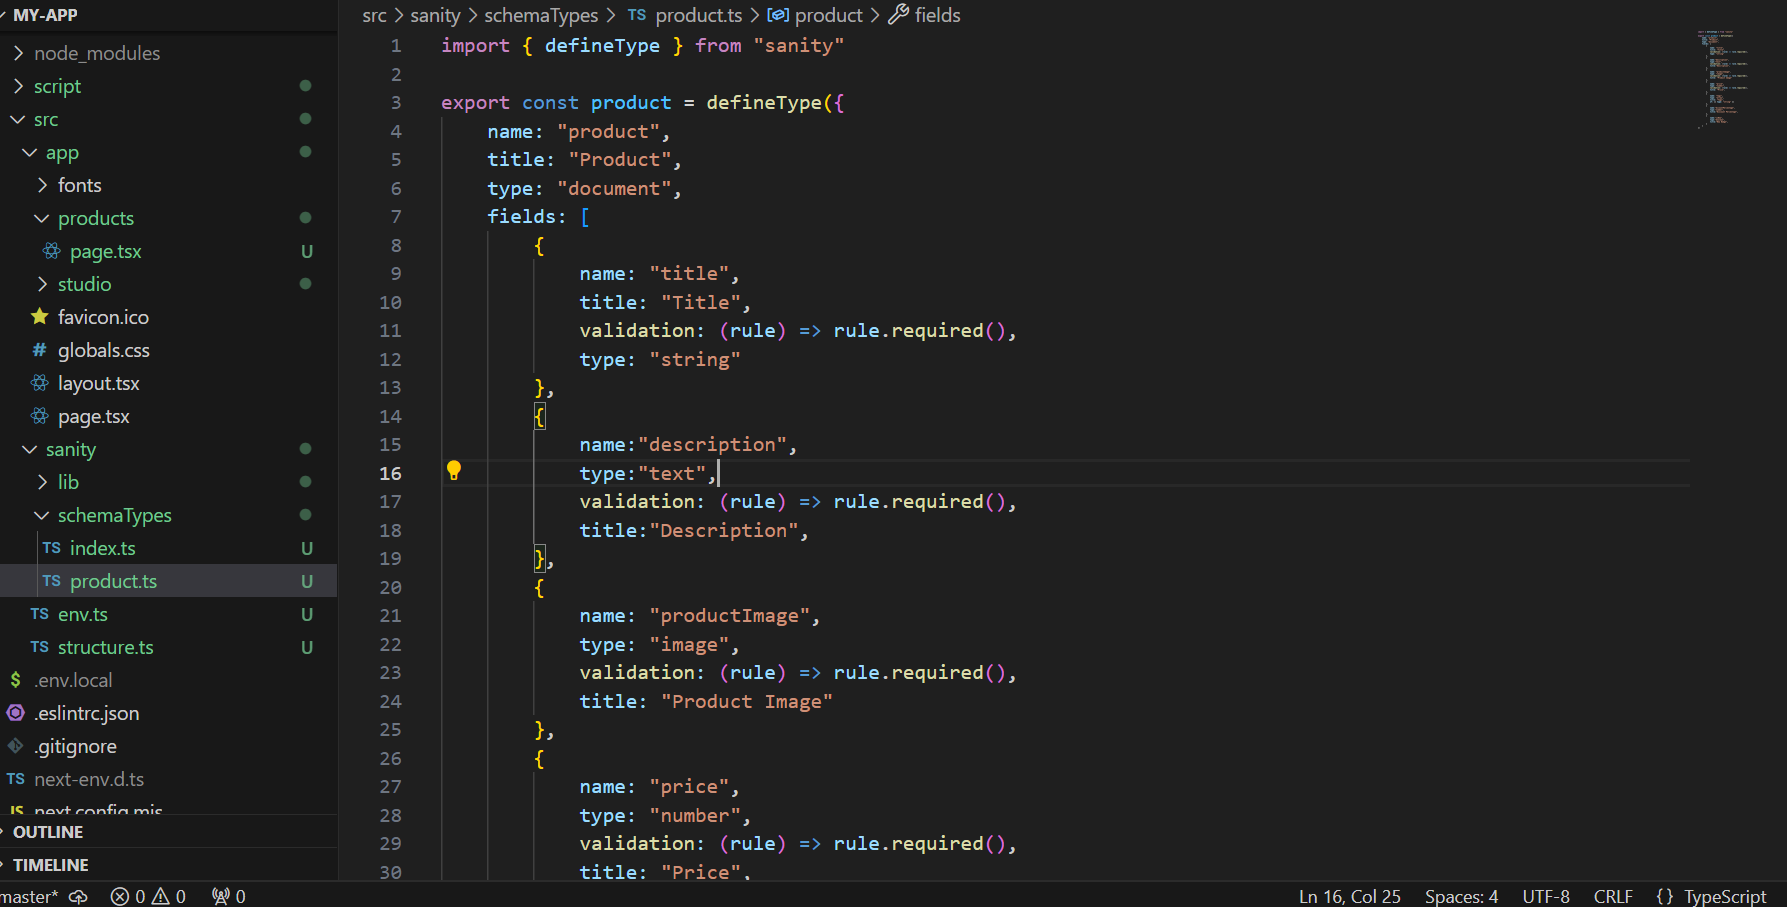 MY-APP
node_modules
script
src
app
fonts
products
page.tsx U
studio
favicon.ico
# globals.css
layout.tsx
page.tsx
sanity
lib
schemaTypes
TS index.ts U
TS product.ts U
TS env.ts U
TS structure.ts U
$ .env.local
.eslintrc.json
.gitignore
TS next-env.d.ts
JS next.config.mjs
OUTLINE
TIMELINE
src > sanity > schemaTypes > TS product.ts > product > fields
1 import { defineType } from "sanity"
2
3 export const product = defineType({
4 name: "product",
5 title: "Product",
6 type: "document",
7 fields: [
8 {
9 name: "title",
10 title: "Title",
11 validation: (rule) => rule.required(),
12 type: "string"
13 },
14 {
15 name:"description",
16 type:"text",
17 validation: (rule) => rule.required(),
18 title:"Description",
19 },
20 {
21 name: "productImage",
22 type: "image",
23 validation: (rule) => rule.required(),
24 title: "Product Image"
25 },
26 {
27 name: "price",
28 type: "number",
29 validation: (rule) => rule.required(),
30 title: "Price",
master* 0 0 0 Ln 16, Col 25 Spaces: 4 UTF-8 CRLF {} TypeScript